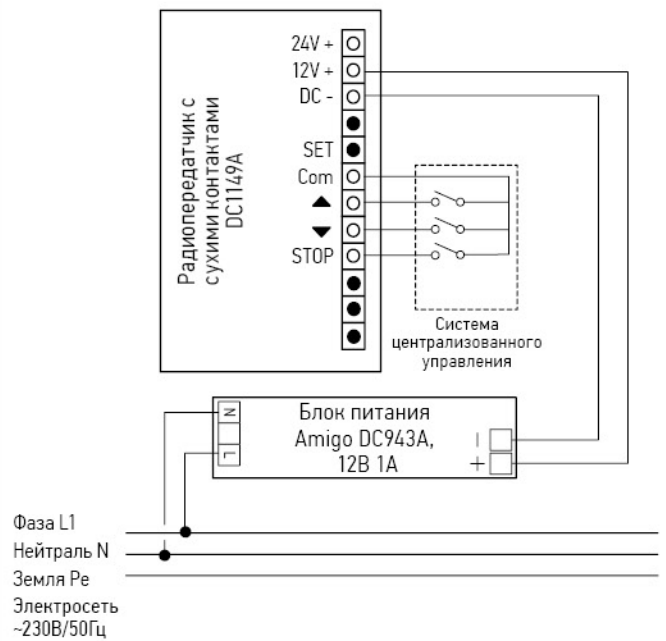 24V +
12V +
DC -
SET
Com
▲
▼
STOP
Радиопередатчик с
сухими контактами
DC1149A
Система
централизованного
управления
N
L
Блок питания
Amigo DC943A,
12В 1А
−
+
Фаза L1
Нейтраль N
Земля Ре
Электросеть
~230В/50Гц